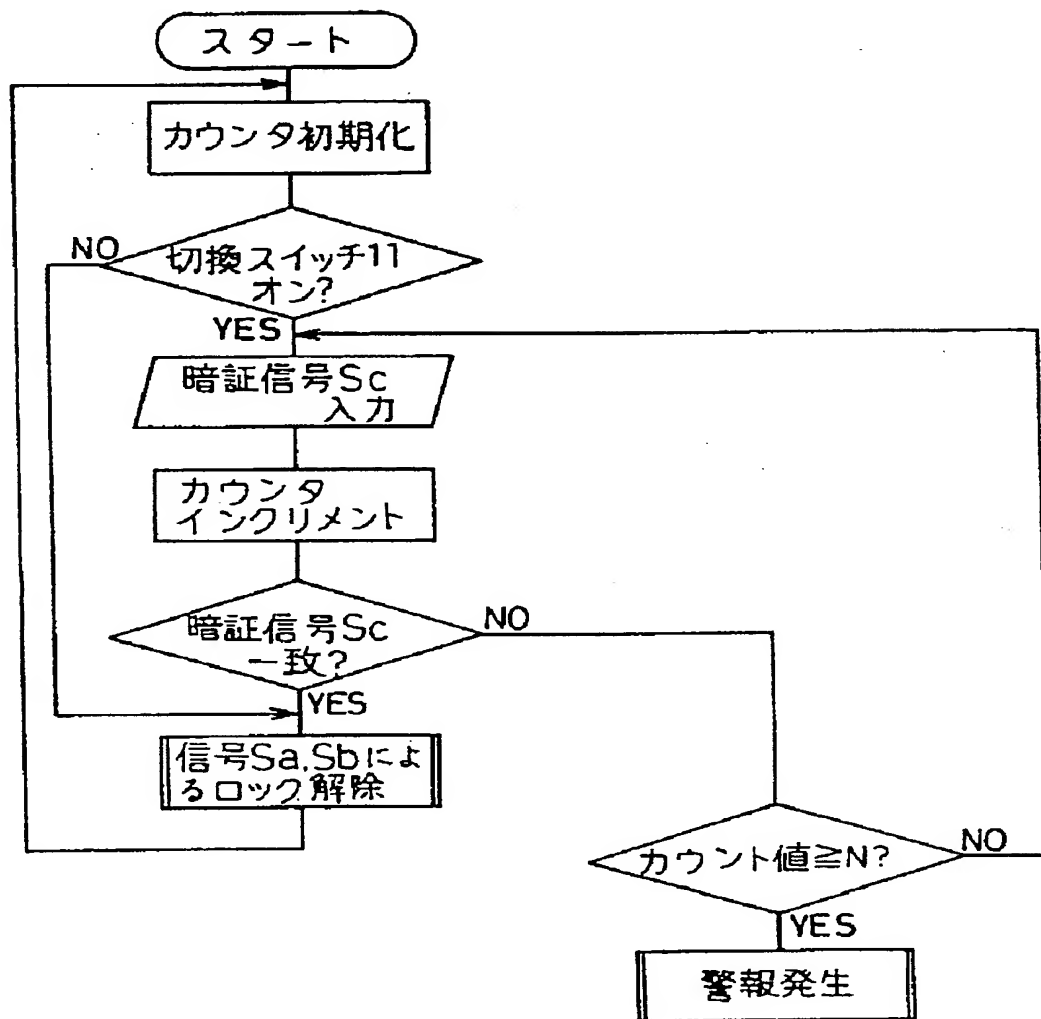 スタート
カウンタ初期化
NO
切換スイッチ11
オン?
YES
暗証信号Sc
入力
カウンタ
インクリメント
暗証信号Sc
一致?
NO
YES
信号Sa,Sbによ
るロック解除
カウント値≧N?
NO
YES
警報発生